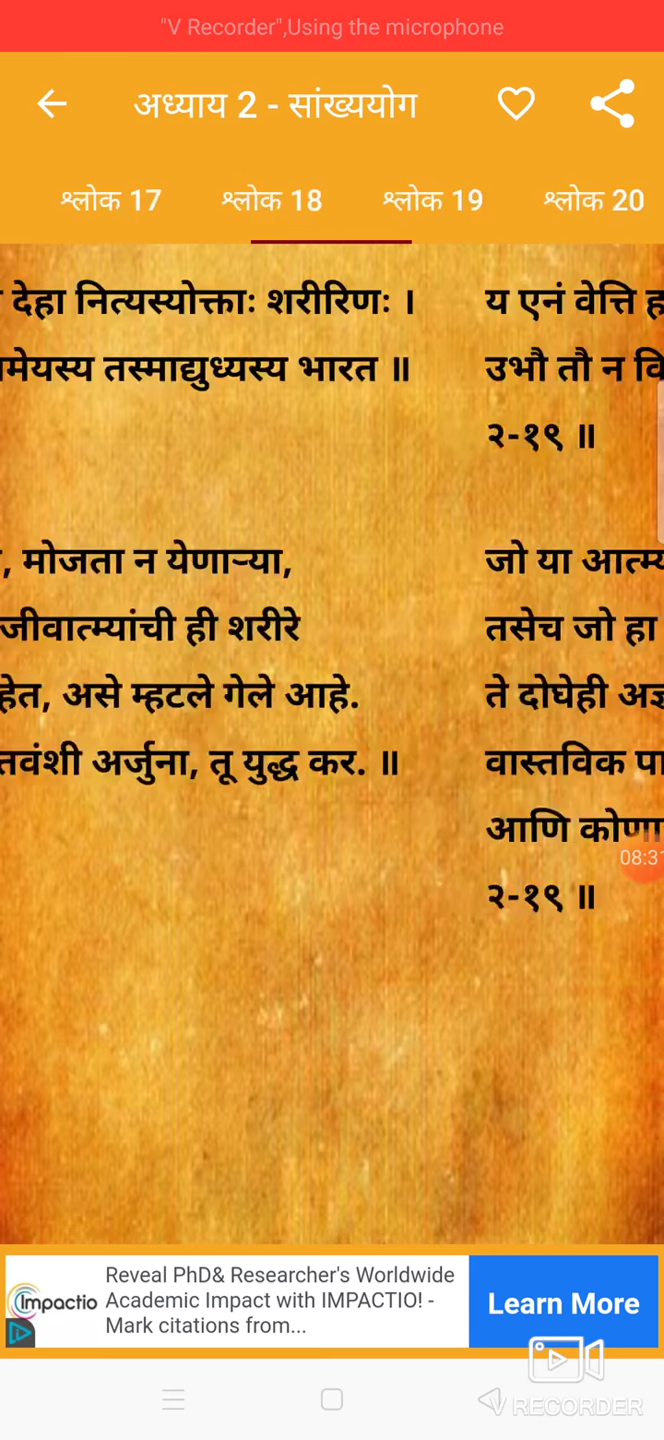 "V Recorder",Using the microphone
अध्याय 2 - सांख्ययोग
श्लोक 17 श्लोक 18 श्लोक 19 श्लोक 20
देहा नित्यस्योक्ताः शरीरिणः ।
मेयस्य तस्माद्युध्यस्व भारत ॥
, मोजता न येणाऱ्या,
जीवात्म्यांची ही शरीरे
हेत, असे म्हटले गेले आहे.
तवंशी अर्जुना, तू युद्ध कर. ॥
य एनं वेत्ति ह
उभौ तौ न वि
२-१९ ॥
जो या आत्म्य
तसेच जो हा
ते दोघेही अज्ञ
वास्तविक पा
आणि कोणा
२-१९ ॥
08:31
Impactio
Reveal PhD& Researcher's Worldwide
Academic Impact with IMPACTIO! -
Mark citations from...
Learn More
V RECORDER